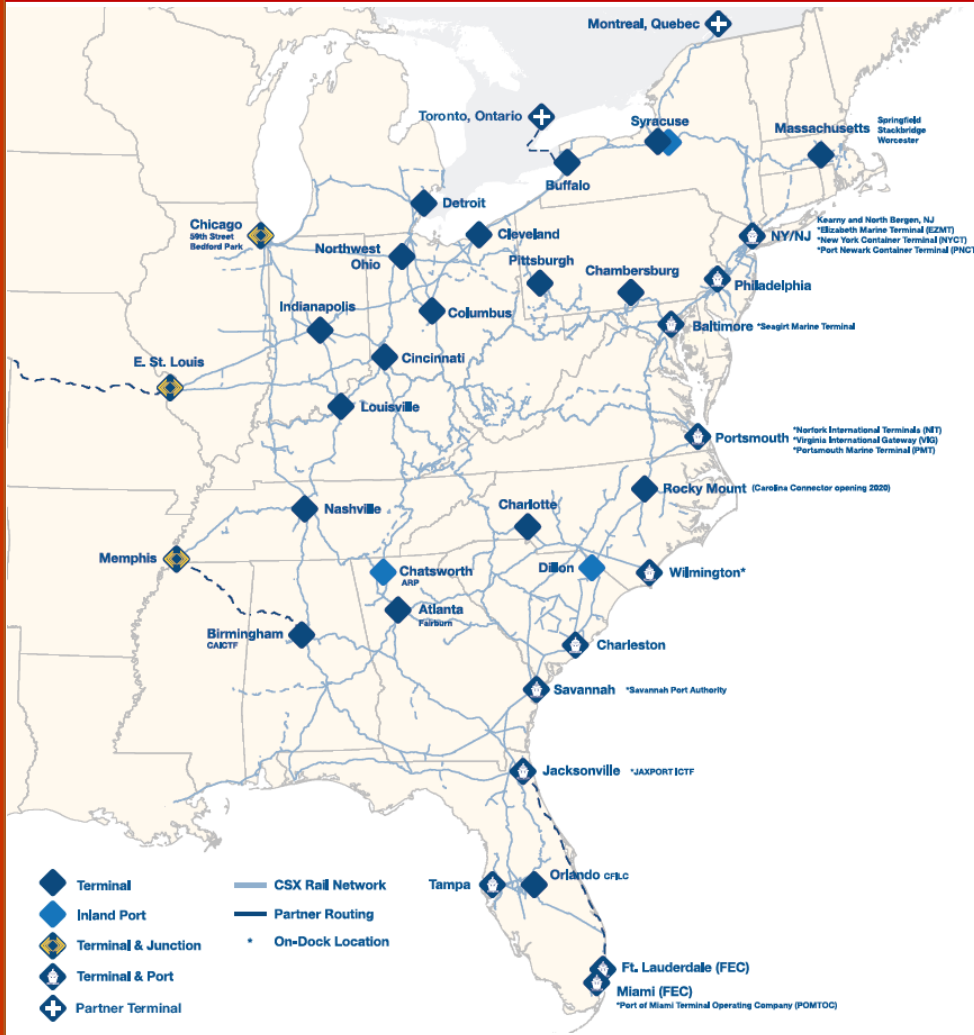 Montreal, Quebec
Toronto, Ontario
Syracuse
Massachusetts
Springfield
Stackbridge
Worcester
Buffalo
Detroit
Chicago
59th Street
Bedford Park
Cleveland
Northwest
Ohio
Kearny and North Bergen, NJ
NY/NJ
*Elizabeth Marine Terminal (EZMT)
*New York Container Terminal (NYCT)
*Port Newark Container Terminal (PNCT
Pittsburgh
Chambersburg
Philadelphia
Indianapolis
Columbus
Baltimore *Seagirt Marine Terminal
Cincinnati
E. St. Louis
Louisville
Portsmouth
*Norfork International Terminals (NIT)
*Virginia International Gateway (VIG)
*Portsmouth Marine Terminal (PMT)
Rocky Mount (Carolina Connector opening 2020)
Nashville
Charlotte
Memphis
Chatsworth
ARP
Dillon
Wilmington*
Atlanta
Fairburn
Birmingham
CAICTF
Charleston
Savannah *Savannah Port Authority
Jacksonville *JAXPORT ICTF
Tampa
Orlando CFILC
Ft. Lauderdale (FEC)
Miami (FEC)
*Port of Miami Terminal Operating Company (POMTOC)
Terminal
Inland Port
Terminal & Junction
Terminal & Port
Partner Terminal
CSX Rail Network
Partner Routing
* On-Dock Location